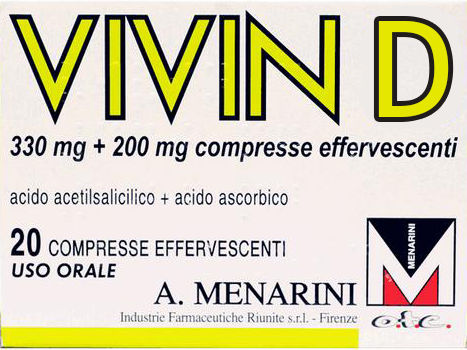 VIVIN D
330 mg + 200 mg compresse effervescenti
acido acetilsalicilico + acido ascorbico
20 COMPRESSE EFFERVESCENTI
USO ORALE
A. MENARINI
Industrie Farmaceutiche Riunite s.r.l. - Firenze
MENARINI
o.t.c.